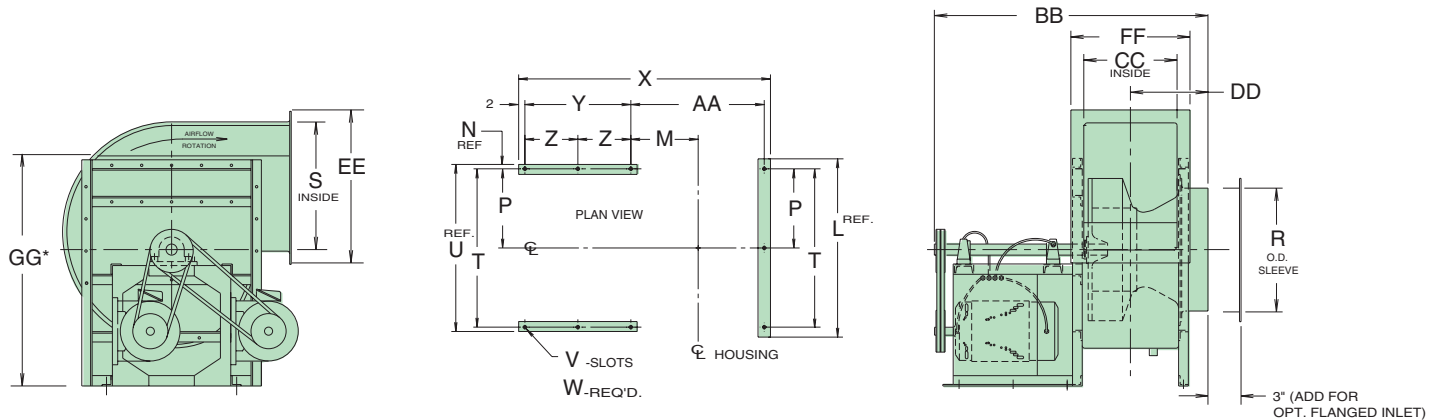 AIRFLOW
ROTATION
S
INSIDE
EE
GG*
X
2
Y
AA
N
REF
Z
Z
M
P
PLAN VIEW
P
REF.
U
T
℄
T
L
REF.
V -SLOTS
W-REQ'D.
℄ HOUSING
BB
FF
CC
INSIDE
DD
R
O.D.
SLEEVE
3" (ADD FOR
OPT. FLANGED INLET)